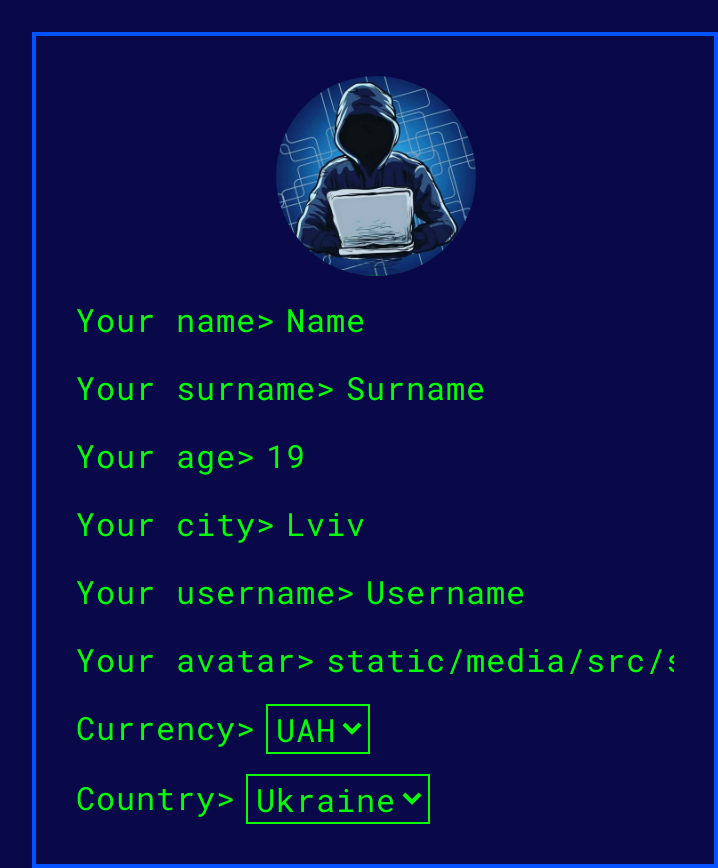 Your name> Name
Your surname> Surname
Your age> 19
Your city> Lviv
Your username> Username
Your avatar> static/media/src/s
Currency> UAH
Country> Ukraine